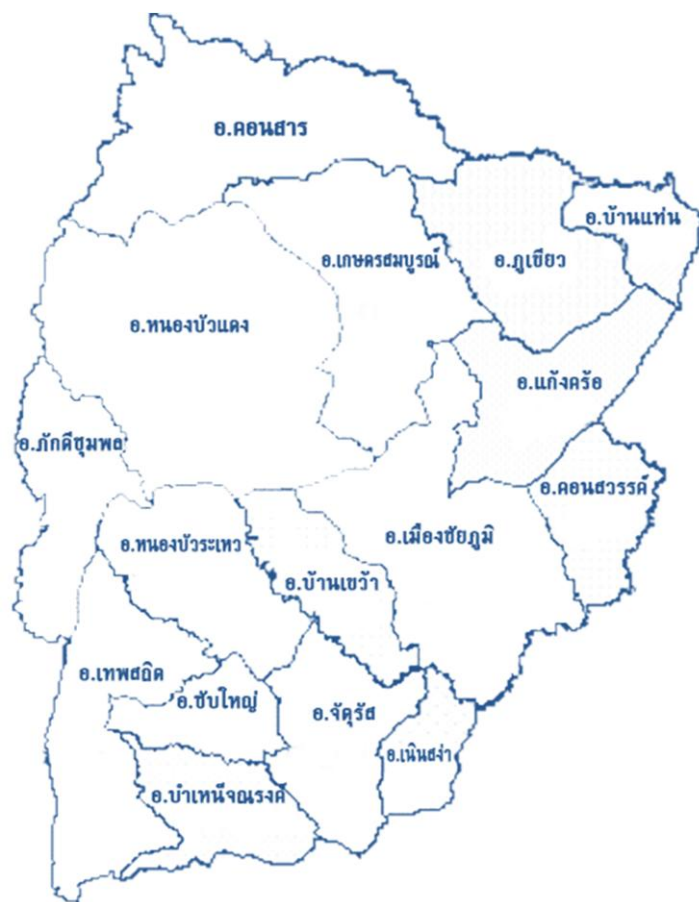 อ.คอนสาร
อ.บ้านแท่น
อ.เกษตรสมบูรณ์
อ.ภูเขียว
อ.หนองบัวแดง
อ.แก้งคร้อ
อ.ภักดีชุมพล
อ.คอนสวรรค์
อ.หนองบัวระเหว
อ.เมืองชัยภูมิ
อ.บ้านเขว้า
อ.เทพสถิต
อ.ซับใหญ่
อ.จัตุรัส
อ.เนินสง่า
อ.บำเหน็จณรงค์